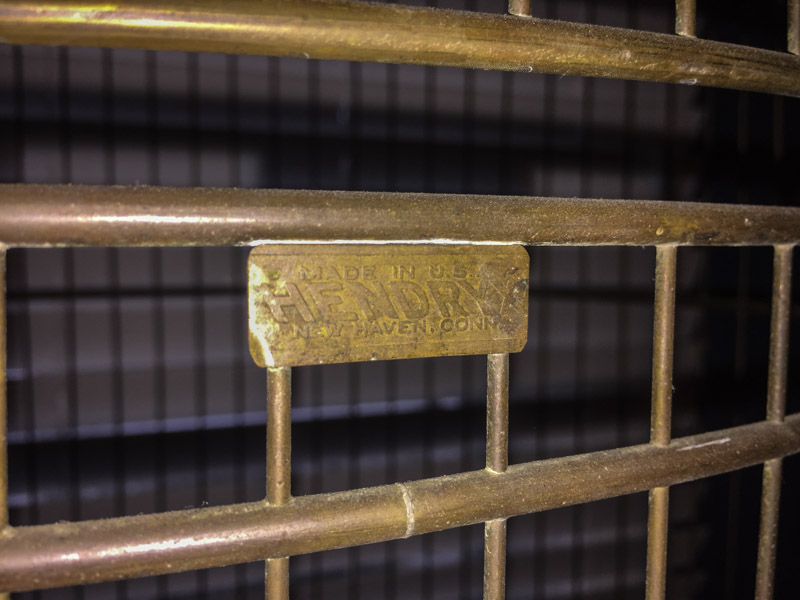 MADE IN U.S.A.
HENDRYX
NEW HAVEN, CONN.